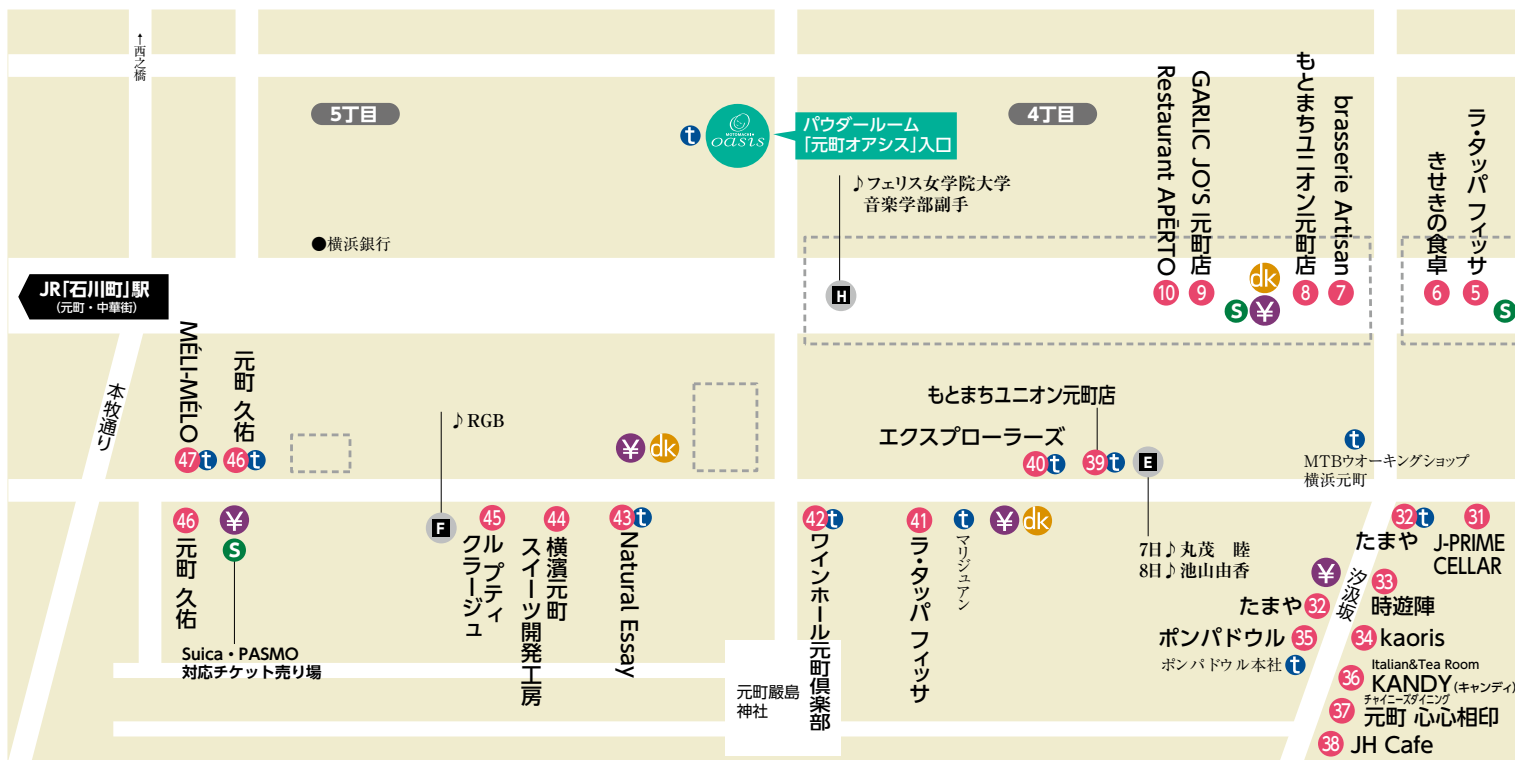 ↑西之橋
5丁目
t
MOTOMACHI
oasis
パウダールーム
「元町オアシス」入口
4丁目
♪フェリス女学院大学
音楽学部副手
H
●横浜銀行
JR「石川町」駅
(元町・中華街)
Restaurant APĒRTO
10
GARLIC JO'S 元町店
9
dk
S ¥
もとまちユニオン元町店
8
brasserie Artisan
7
きせきの食卓
6
ラ・タッパ フィッサ
5
S
本牧通り
MÉLI-MÉLO
47 t
元町 久佑
46 t
♪RGB
F
¥ dk
もとまちユニオン元町店
39 t
エクスプローラーズ
40 t
E
7日♪丸茂 睦
8日♪池山由香
t
MTBウオーキングショップ
横浜元町
46
元町 久佑
¥
S
Suica・PASMO
対応チケット売り場
45
ル プティ
クラージュ
44
横濱元町
スイーツ開発工房
43 t
Natural Essay
元町厳島
神社
42 t
ワインホール元町倶楽部
41
ラ・タッパ フィッサ
t
マリジュアン
¥ dk
32 t
たまや
31
J-PRIME
CELLAR
¥
汐汲坂
33
時遊陣
たまや 32
ポンパドウル 35
ポンパドウル本社 t
34 kaoris
Italian&Tea Room
36 KANDY (キャンディ)
チャイニーズダイニング
37 元町 心心相印
38 JH Cafe